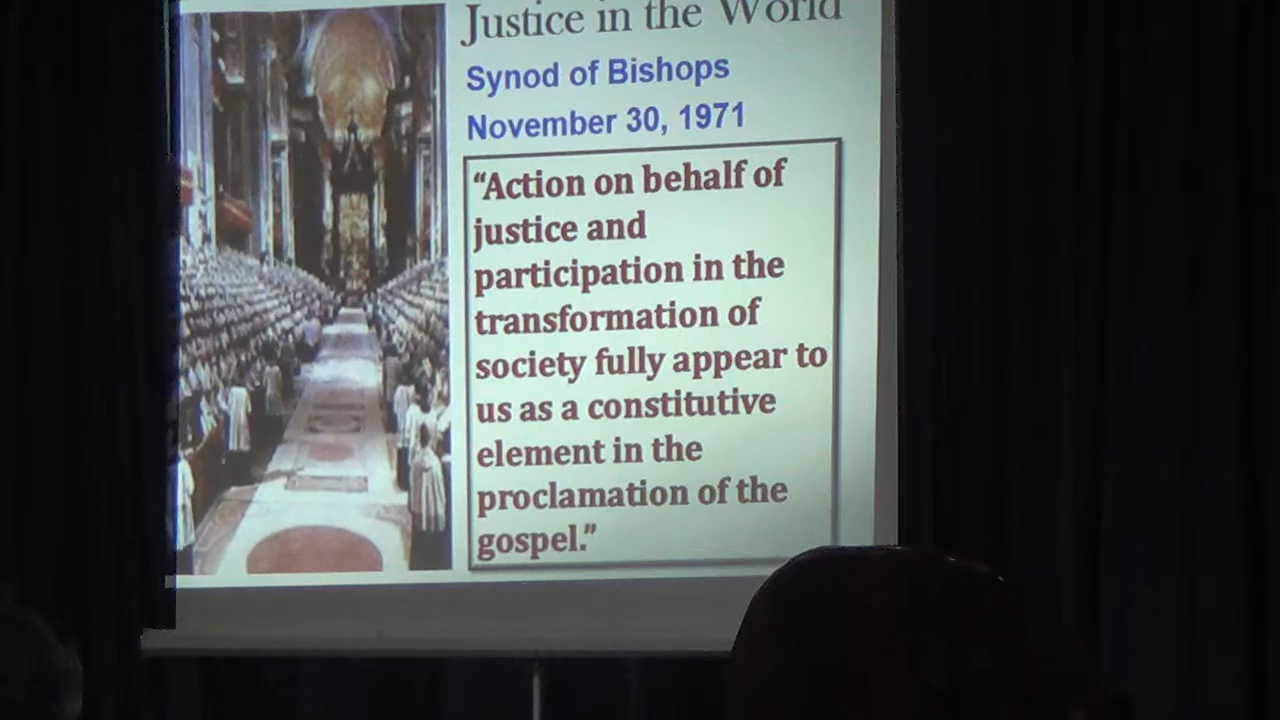 Justice in the World
Synod of Bishops
November 30, 1971
“Action on behalf of
justice and
participation in the
transformation of
society fully appear to
us as a constitutive
element in the
proclamation of the
gospel.”